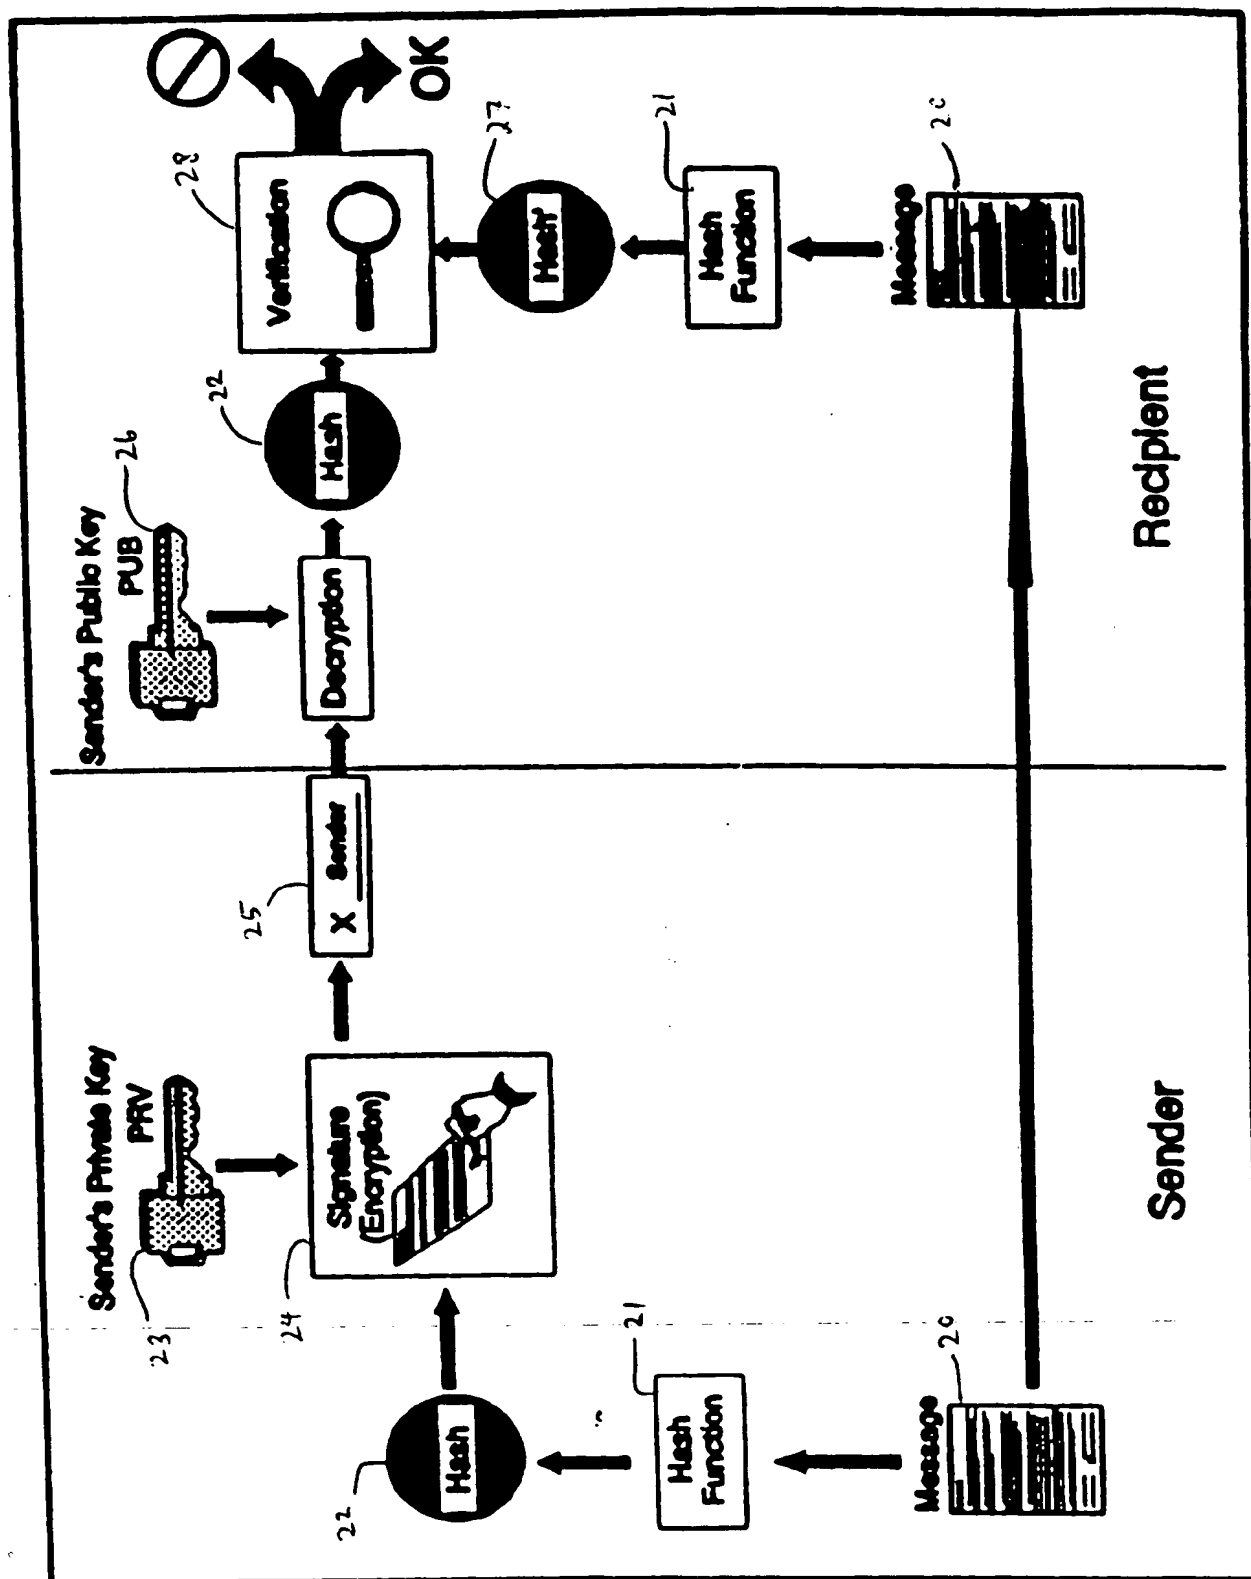 Sender's Private Key
PRV
23
Signature
(Encryption)
24
22
Hash
21
Hash
Function
Message
20
Sender
25
X Sender
Sender's Public Key
PUB
26
Decryption
22
Hash
28
Verification
OK
27
Hash'
21
Hash
Function
Message
20
Recipient